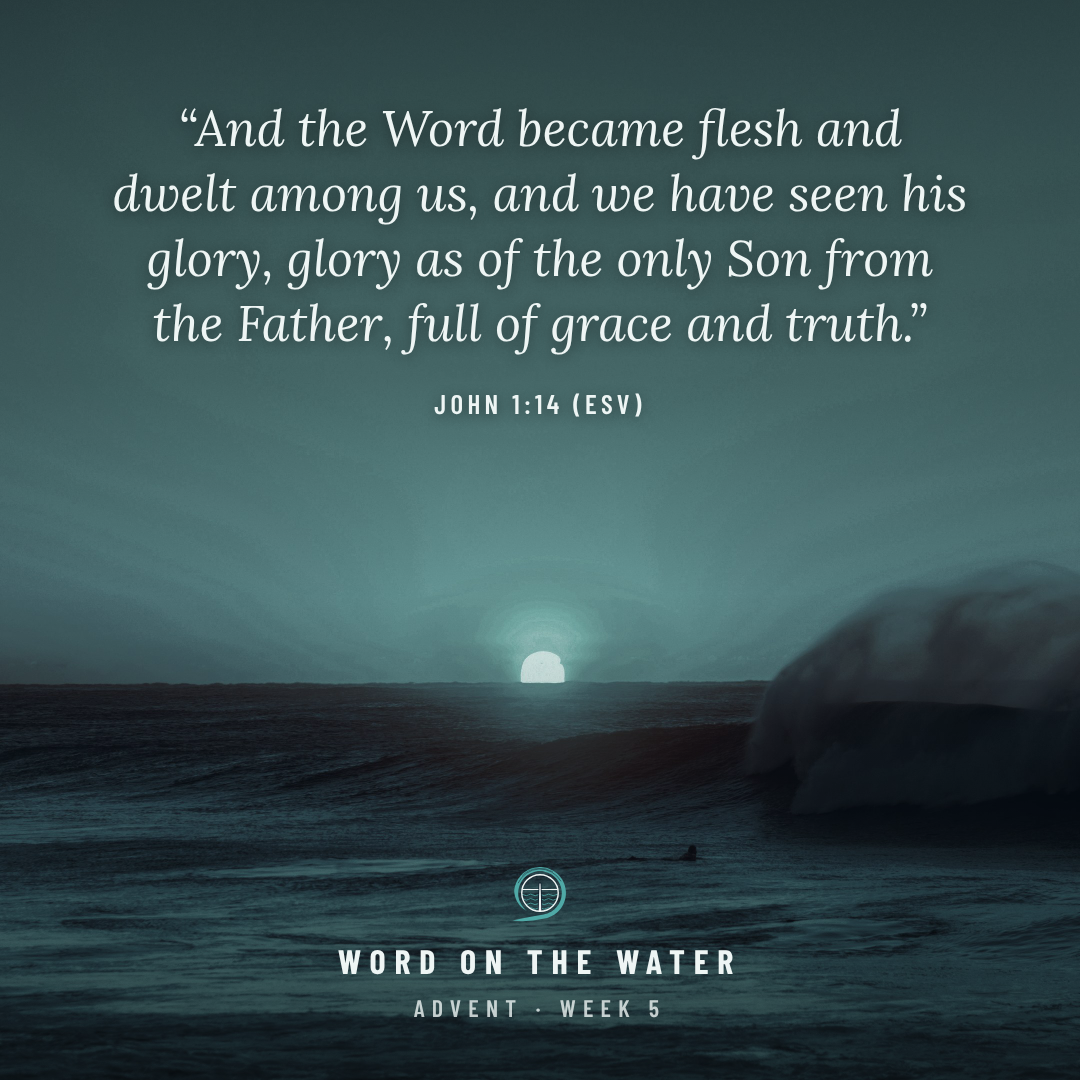 “And the Word became flesh and
dwelt among us, and we have seen his
glory, glory as of the only Son from
the Father, full of grace and truth.”
JOHN 1:14 (ESV)
WORD ON THE WATER
ADVENT · WEEK 5